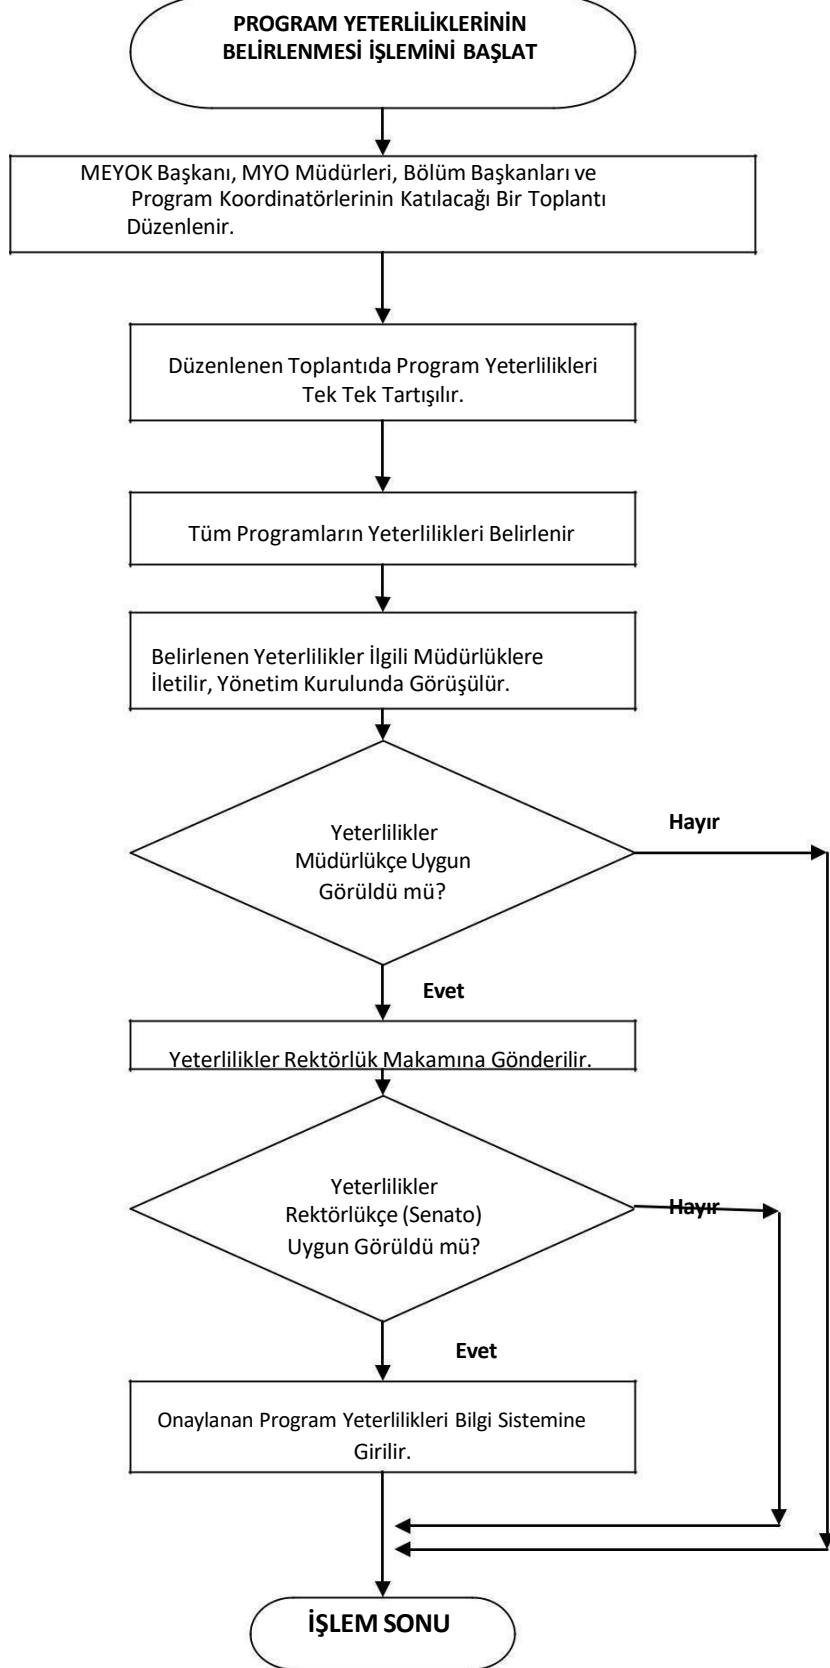 PROGRAM YETERLİLİKLERİNİN
BELİRLENMESİ İŞLEMİNİ BAŞLAT
MEYOK Başkanı, MYO Müdürleri, Bölüm Başkanları ve
Program Koordinatörlerinin Katılacağı Bir Toplantı
Düzenlenir.
Düzenlenen Toplantıda Program Yeterlilikleri
Tek Tek Tartışılır.
Tüm Programların Yeterlilikleri Belirlenir
Belirlenen Yeterlilikler İlgili Müdürlüklere
İletilir, Yönetim Kurulunda Görüşülür.
Yeterlilikler
Müdürlükçe Uygun
Görüldü mü?
Hayır
Evet
Yeterlilikler Rektörlük Makamına Gönderilir.
Yeterlilikler
Rektörlükçe (Senato)
Uygun Görüldü mü?
Hayır
Evet
Onaylanan Program Yeterlilikleri Bilgi Sistemine
Girilir.
İŞLEM SONU